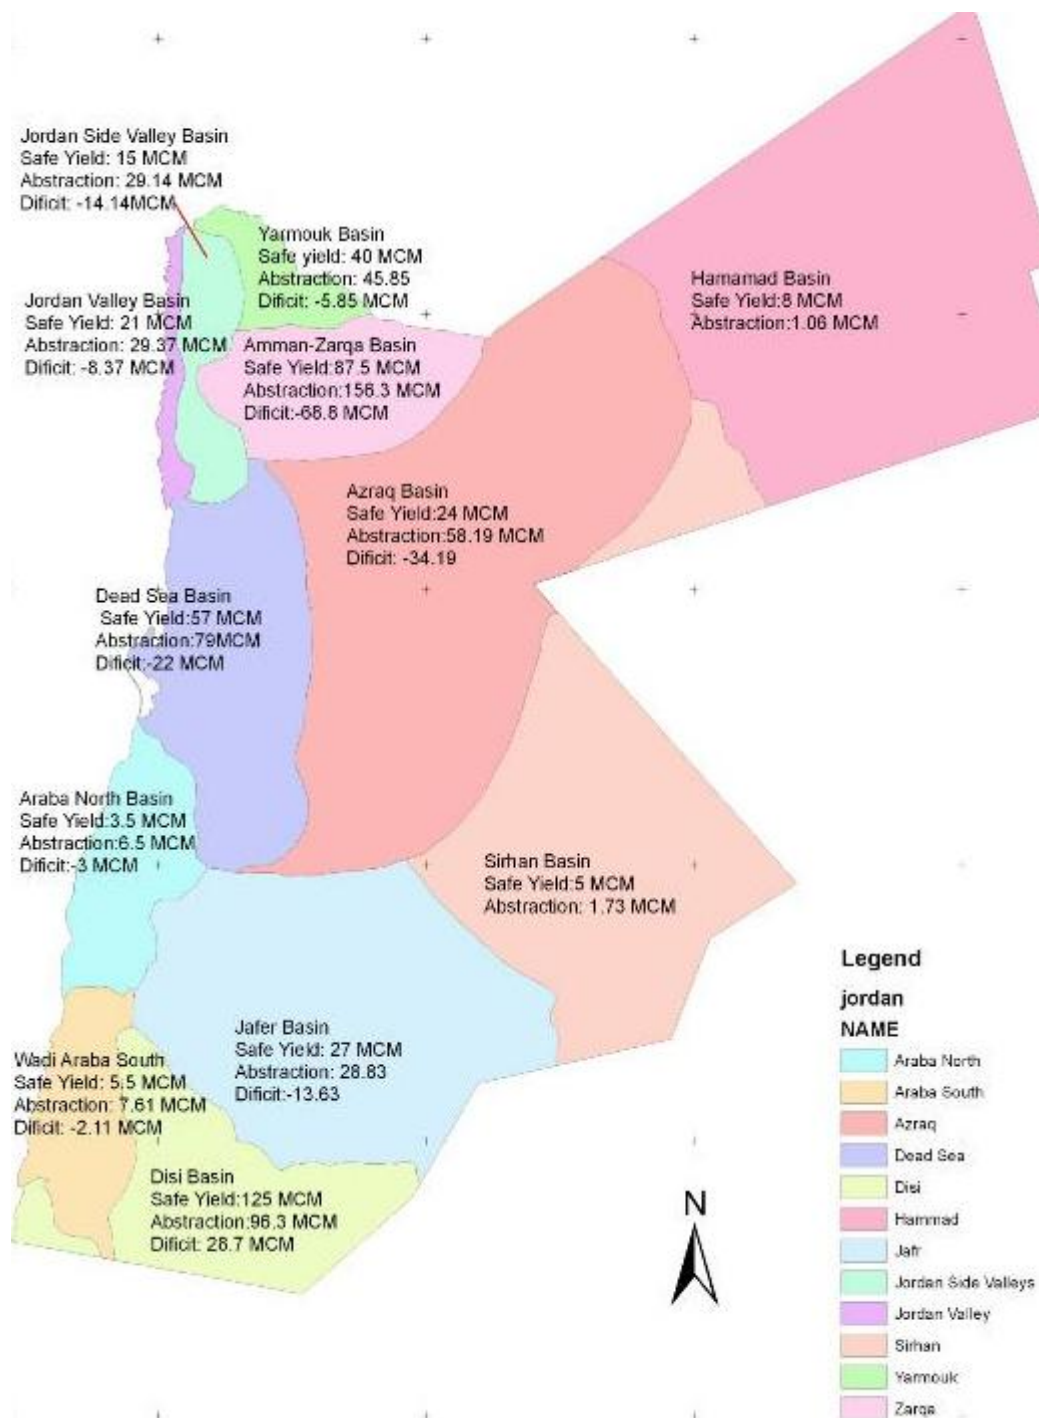 Jordan Side Valley Basin
Safe Yield: 15 MCM
Abstraction: 29.14 MCM
Dificit: -14.14MCM
Yarmouk Basin
Safe yield: 40 MCM
Abstraction: 45.85
Dificit: -5.85 MCM
Hamamad Basin
Safe Yield:8 MCM
Abstraction:1.06 MCM
Jordan Valley Basin
Safe Yield: 21 MCM
Abstraction: 29.37 MCM
Dificit: -8.37 MCM
Amman-Zarqa Basin
Safe Yield:87.5 MCM
Abstraction:156.3 MCM
Dificit:-68.8 MCM
Azraq Basin
Safe Yield:24 MCM
Abstraction:58.19 MCM
Dificit: -34.19
Dead Sea Basin
Safe Yield:57 MCM
Abstraction:79MCM
Dificit:-22 MCM
Araba North Basin
Safe Yield:3.5 MCM
Abstraction:6.5 MCM
Dificit:-3 MCM
Sirhan Basin
Safe Yield:5 MCM
Abstraction: 1.73 MCM
Jafer Basin
Safe Yield: 27 MCM
Abstraction: 28.83
Dificit:-13.63
Wadi Araba South
Safe Yield: 5.5 MCM
Abstraction: 7.61 MCM
Dificit: -2.11 MCM
Disi Basin
Safe Yield:125 MCM
Abstraction:96.3 MCM
Dificit: 28.7 MCM
N
Legend
jordan
NAME
Araba North
Araba South
Azraq
Dead Sea
Disi
Hammad
Jafr
Jordan Side Valleys
Jordan Valley
Sirhan
Yarmouk
Zarqa